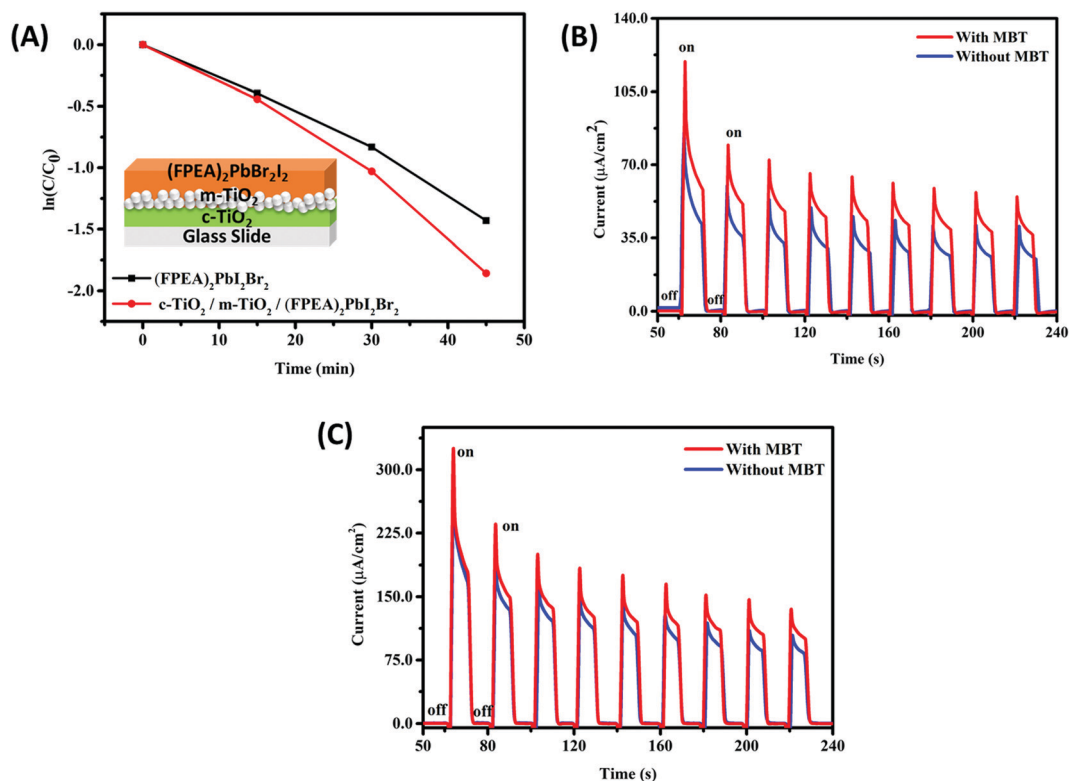 (A)
0.0
-0.5
-1.0
-1.5
-2.0
ln(C/C₀)
(FPEA)₂PbBr₂I₂
m-TiO₂
c-TiO₂
Glass Slide
(FPEA)₂PbI₂Br₂
c-TiO₂ / m-TiO₂ / (FPEA)₂PbI₂Br₂
0 10 20 30 40 50
Time (min)
(B)
140.0
105.0
70.0
35.0
0.0
Current (µA/cm²)
on
on
off
off
With MBT
Without MBT
50 80 120 160 200 240
Time (s)
(C)
300.0
225.0
150.0
75.0
0.0
Current (µA/cm²)
on
on
off
off
With MBT
Without MBT
50 80 120 160 200 240
Time (s)